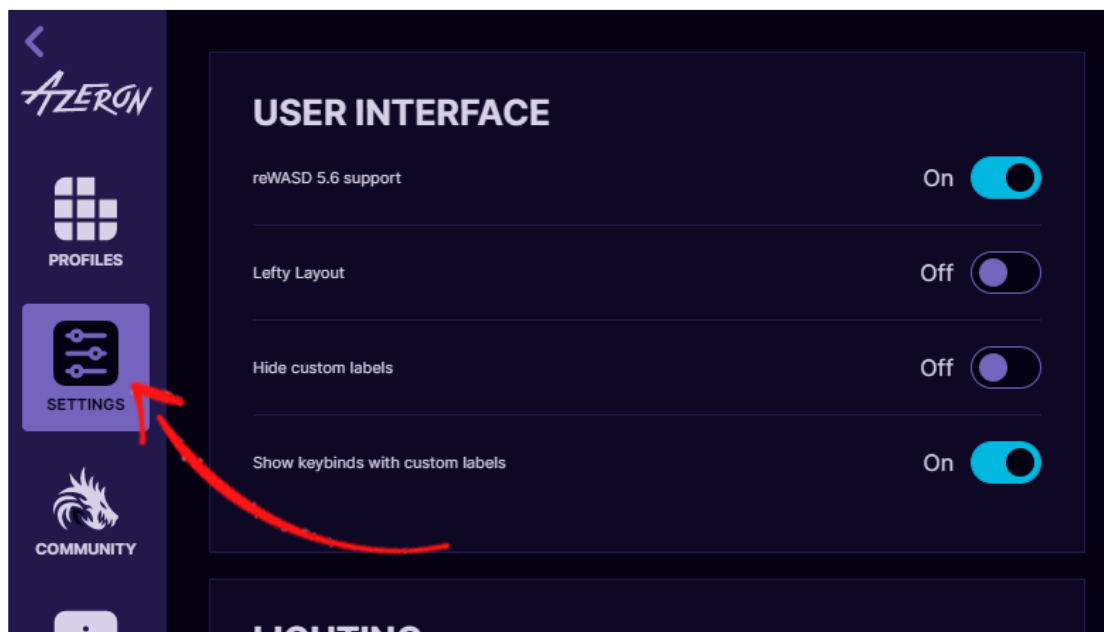 AZERON
PROFILES
SETTINGS
COMMUNITY
USER INTERFACE
reWASD 5.6 support
On
Lefty Layout
Off
Hide custom labels
Off
Show keybinds with custom labels
On
LIGHTING